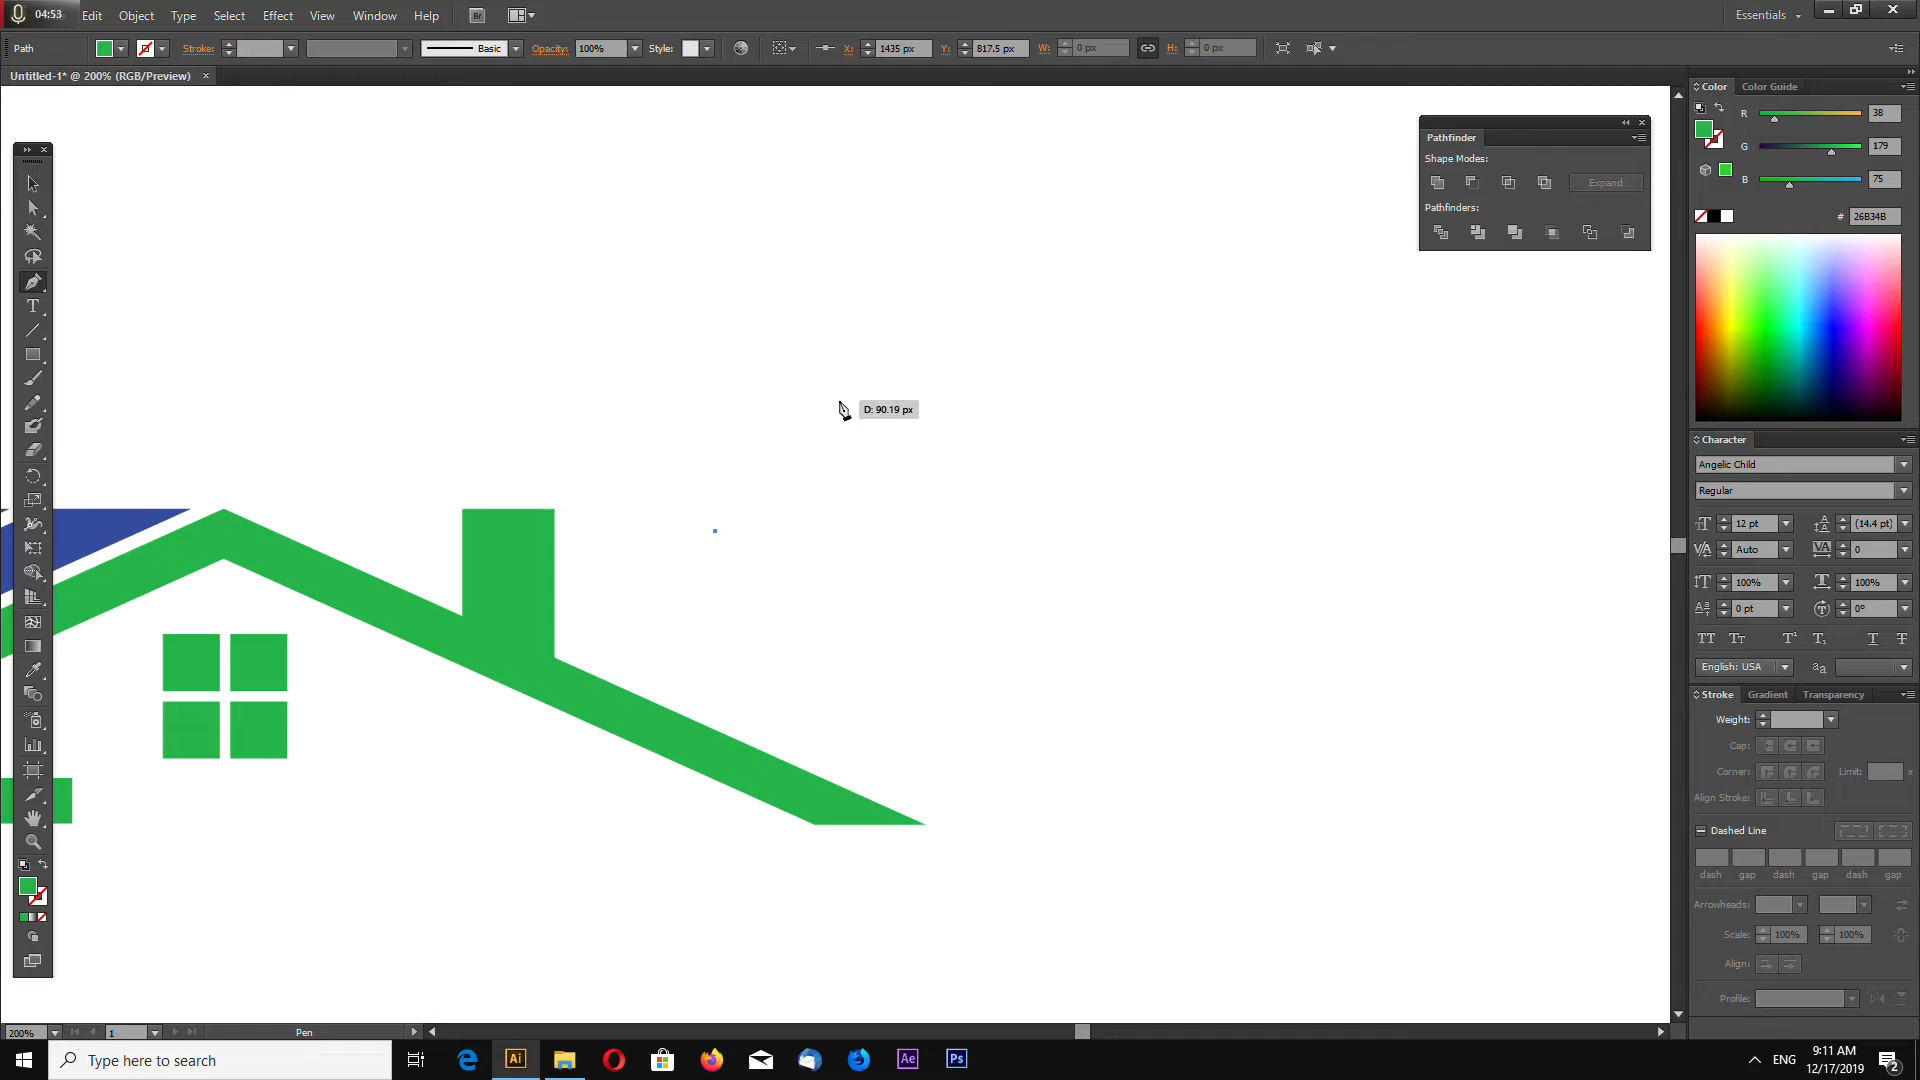 04:53 Edit Object Type Select Effect View Window Help Br Essentials
Path Stroke: Basic Opacity: 100% Style: X: 1435 px Y: 817.5 px W: 0 px H: 0 px
Untitled-1* @ 200% (RGB/Preview) ×
Color Color Guide
R 38
G 179
B 75
# 26B34B
Pathfinder
Shape Modes:
Expand
Pathfinders:
D: 90.19 px
Character
Angelic Child
Regular
12 pt (14.4 pt)
Auto 0
100% 100%
0 pt 0°
English: USA
Stroke Gradient Transparency
Weight:
Cap:
Corner: Limit: x
Align Stroke:
Dashed Line
dash gap dash gap dash gap
Arrowheads:
Scale: 100% 100%
Align:
Profile:
200% 1 Pen
Type here to search Ai Ae Ps ENG 9:11 AM
12/17/2019 2